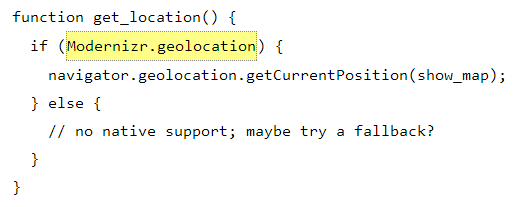 function get_location() {
  if (Modernizr.geolocation) {
    navigator.geolocation.getCurrentPosition(show_map);
  } else {
    // no native support; maybe try a fallback?
  }
}